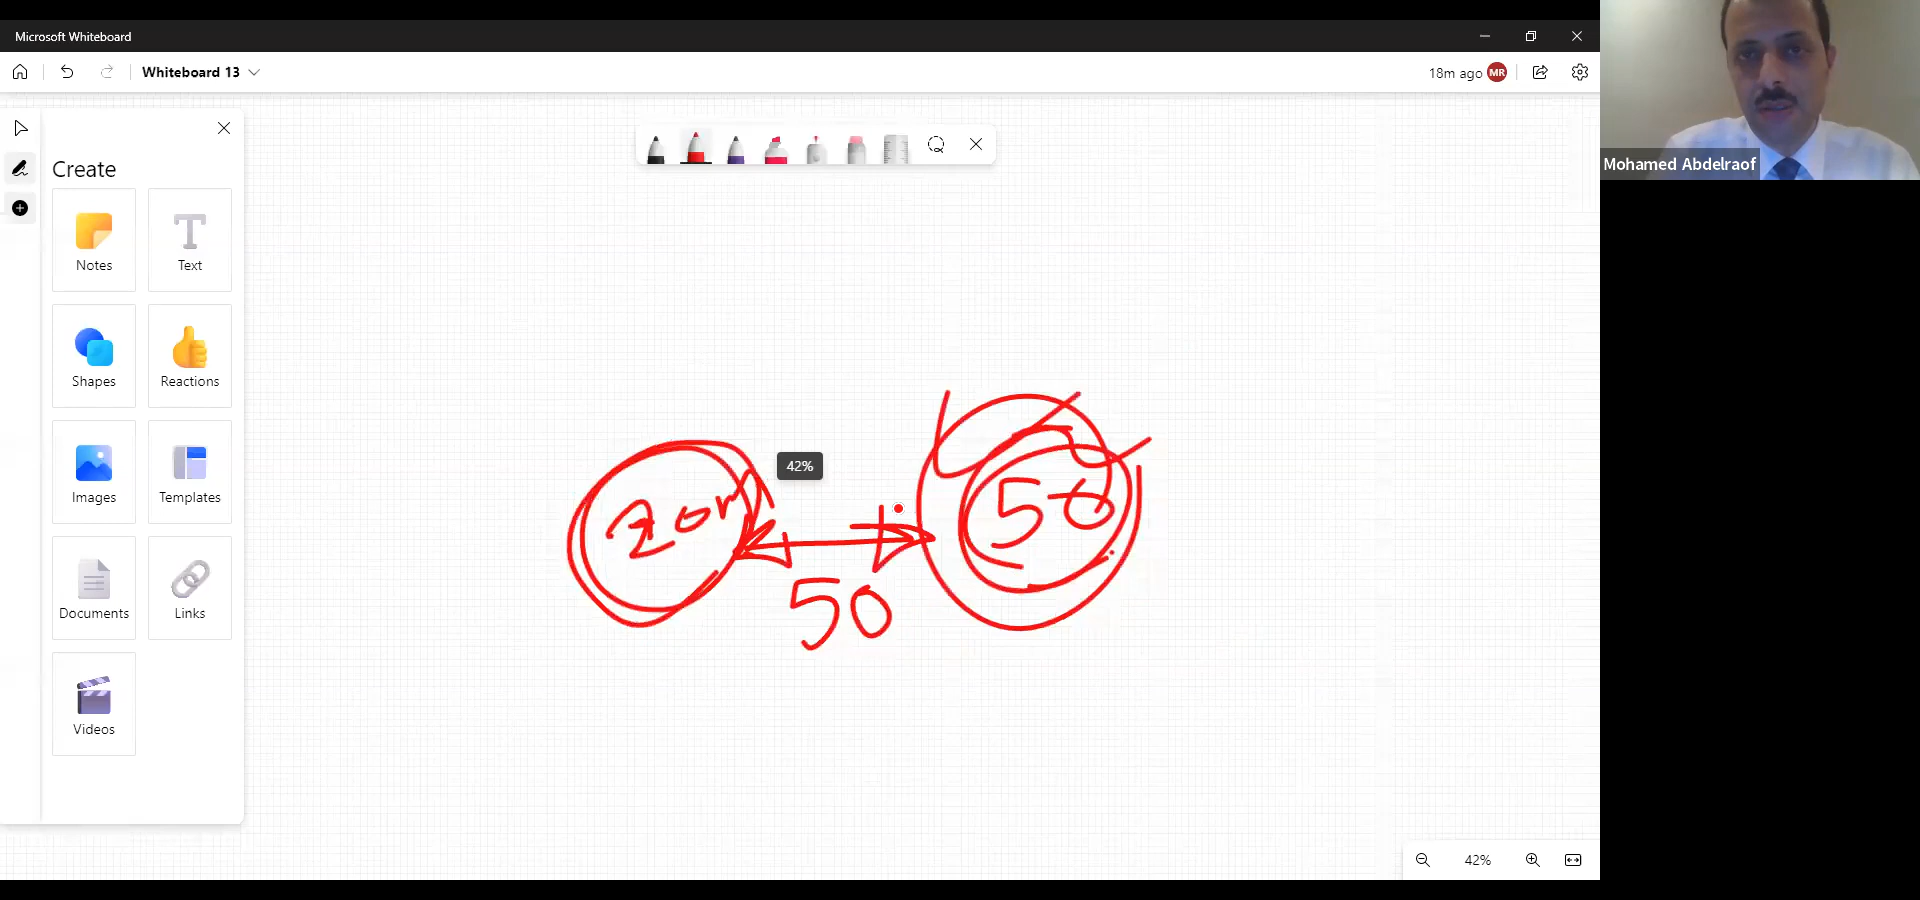 Microsoft Whiteboard
Whiteboard 13
18m ago MR
Mohamed Abdelraof
Create
Notes
Text
Shapes
Reactions
Images
Templates
Documents
Links
Videos
42%
50
50
42%